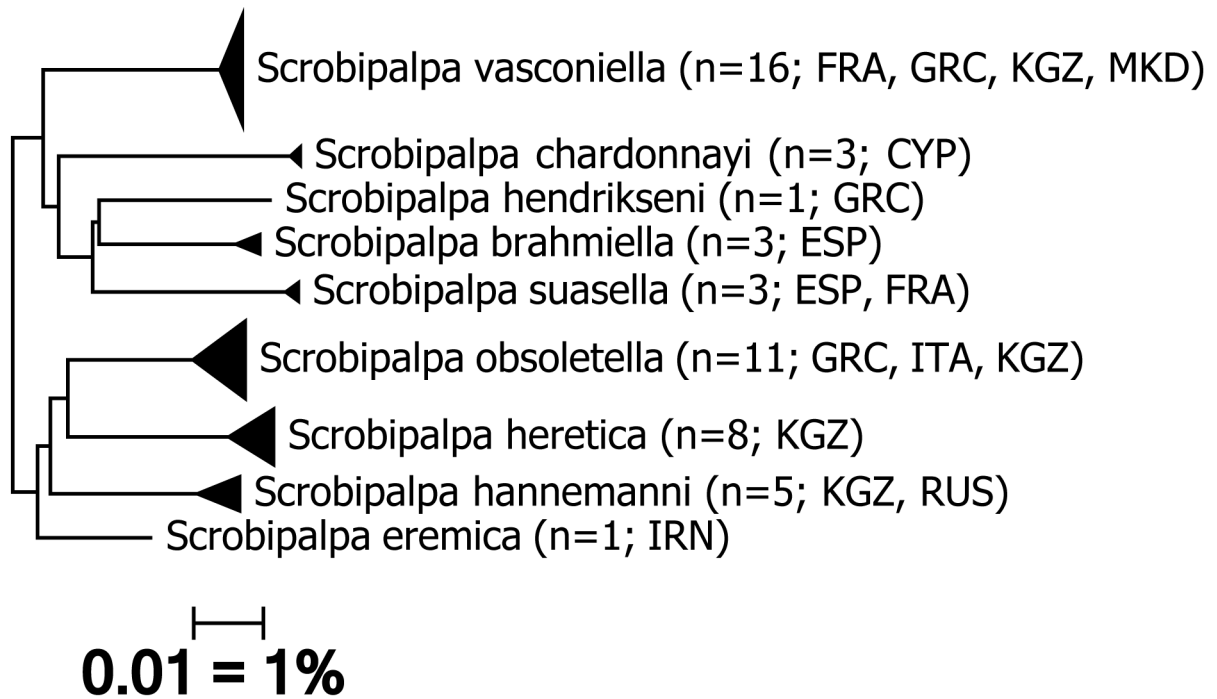 Scrobipalpa vasconiella (n=16; FRA, GRC, KGZ, MKD)
Scrobipalpa chardonnayi (n=3; CYP)
Scrobipalpa hendrikseni (n=1; GRC)
Scrobipalpa brahmiella (n=3; ESP)
Scrobipalpa suasella (n=3; ESP, FRA)
Scrobipalpa obsoletella (n=11; GRC, ITA, KGZ)
Scrobipalpa heretica (n=8; KGZ)
Scrobipalpa hannemanni (n=5; KGZ, RUS)
Scrobipalpa eremica (n=1; IRN)
0.01 = 1%